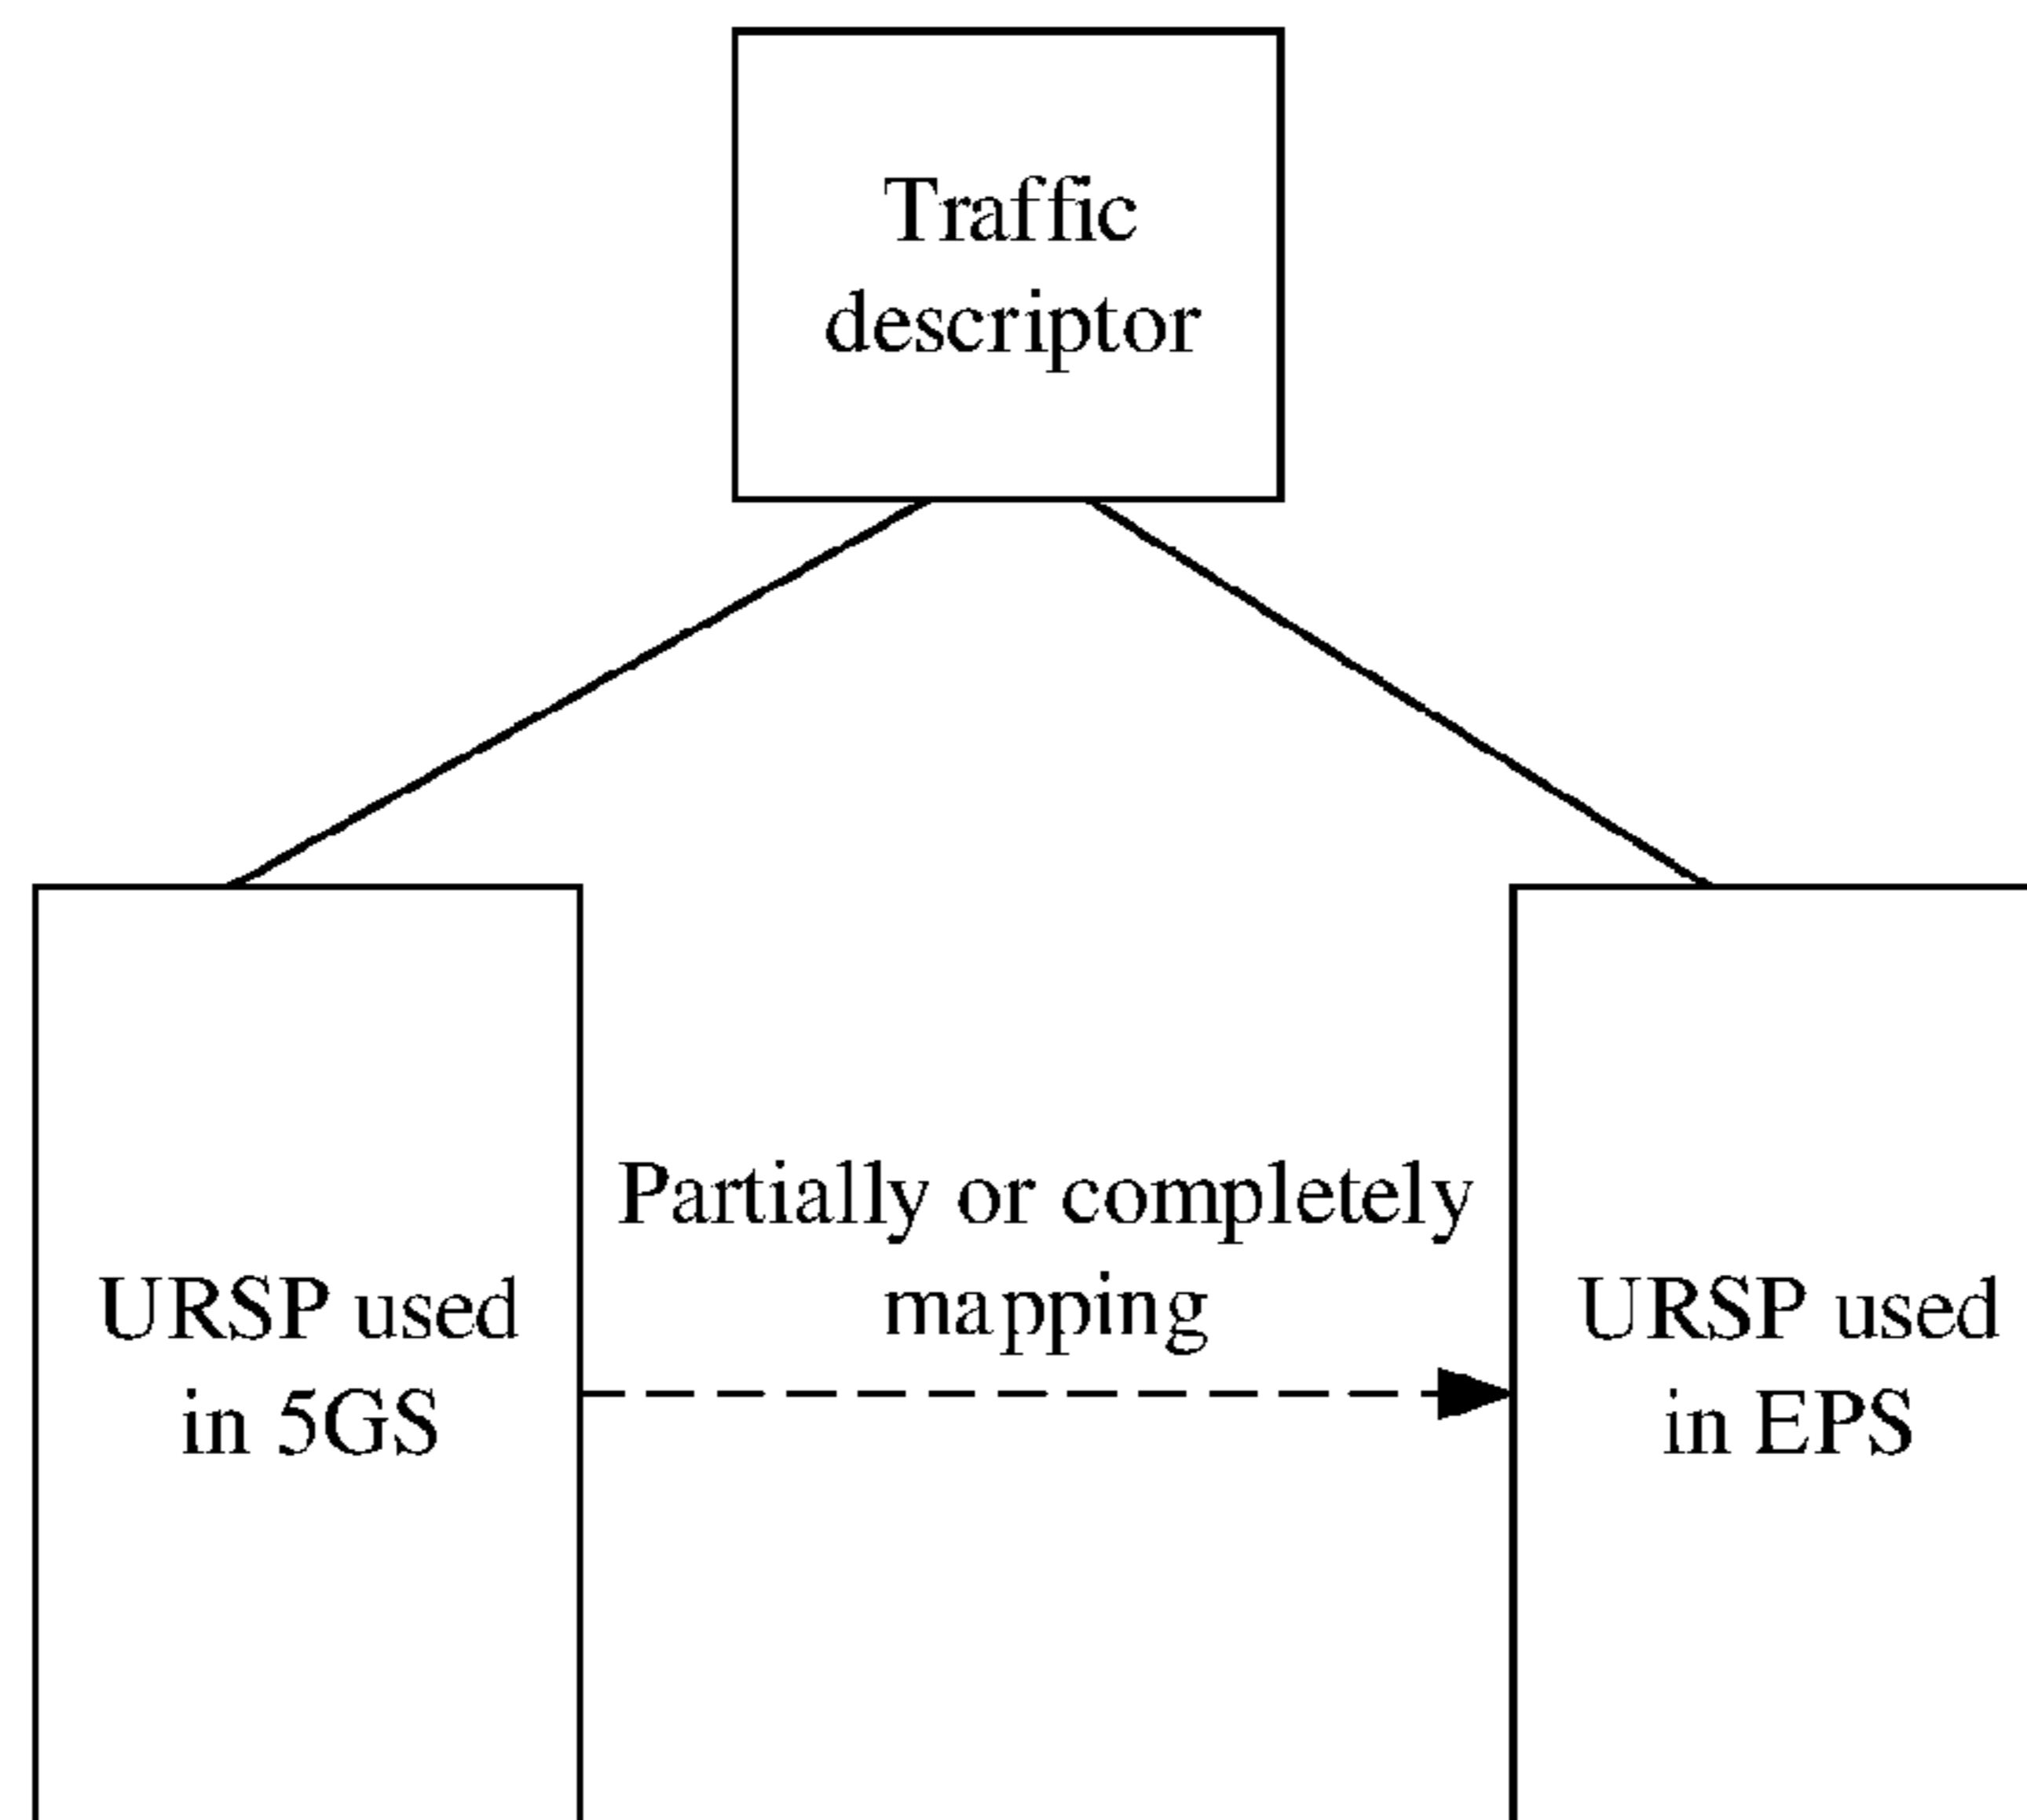 Traffic
descriptor
Partially or completely
mapping
URSP used
in 5GS
URSP used
in EPS